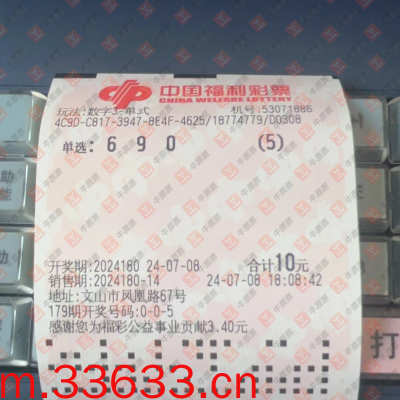 中国福利彩票
CHINA WELFARE LOTTERY
玩法:数字3-单式 机号:53071886
4C9D-C817-3947-8E4F-4625/18774779/D0308
单选: 6 9 0 (5)
开奖期:2024180 24-07-08 合计10元
销售期:2024180-14 24-07-08 18:08:42
地址:文山市凤凰路67号
179期开奖号码:0-0-5
感谢您为福彩公益事业贡献3.40元
助
功能
助
打
m.33633.cn